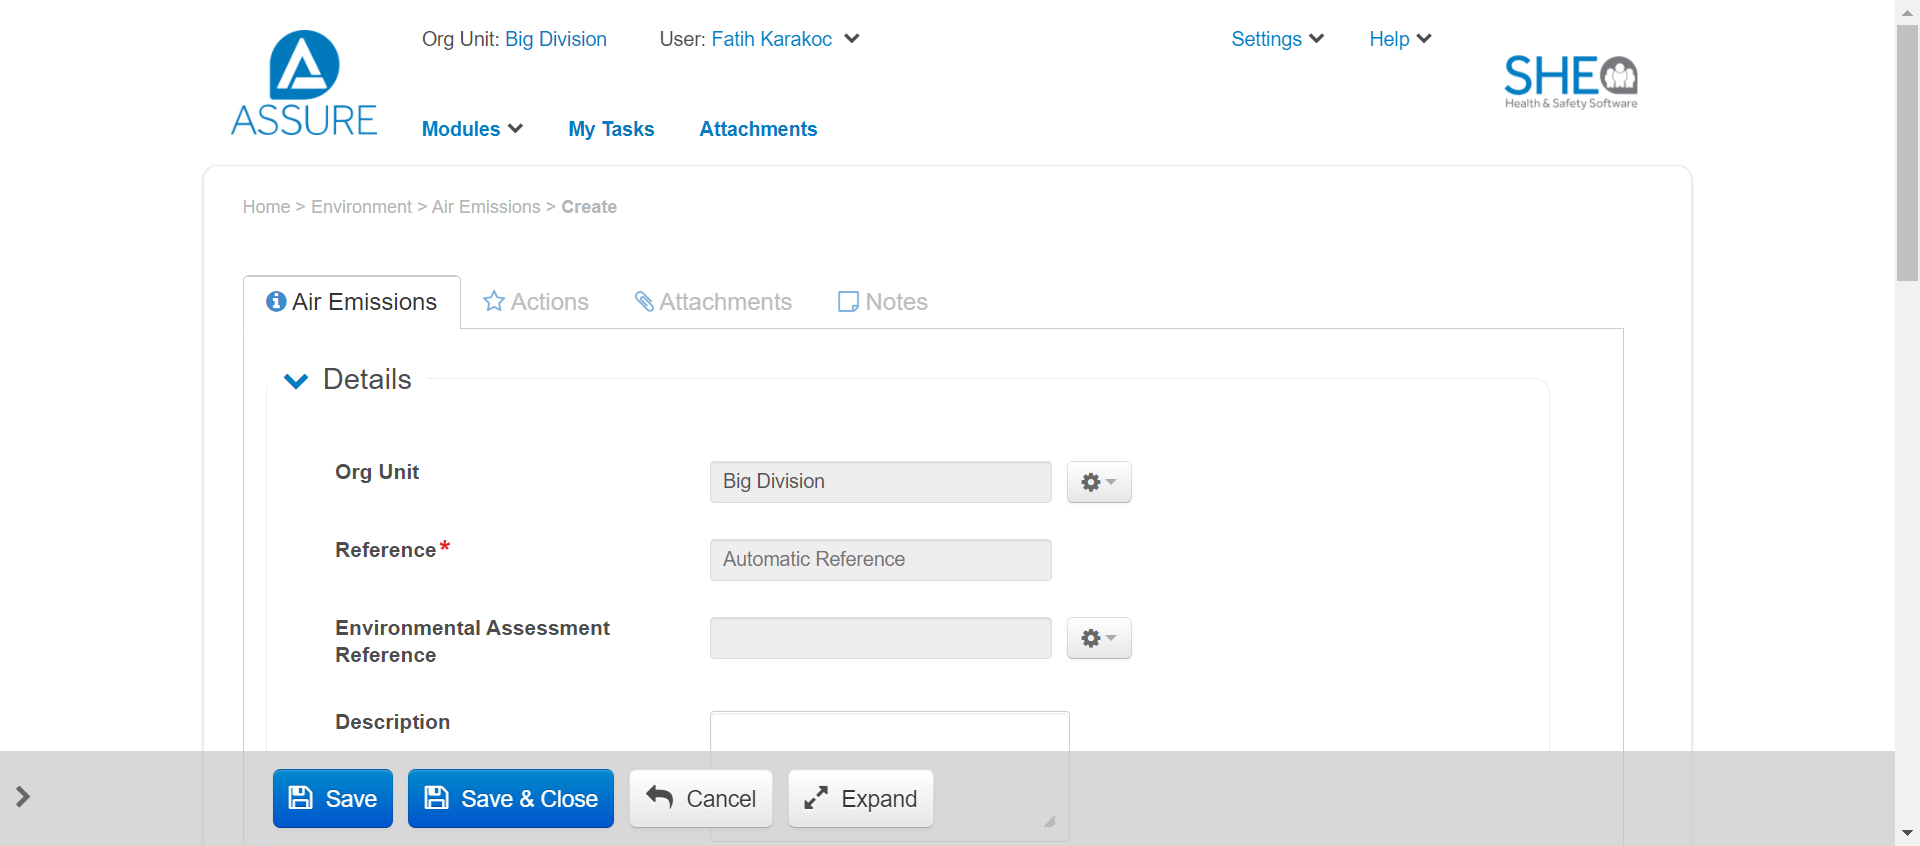 Org Unit: Big Division User: Fatih Karakoc Settings Help
ASSURE
SHE
Health & Safety Software
Modules My Tasks Attachments
Home > Environment > Air Emissions > Create
Air Emissions Actions Attachments Notes
Details
Org Unit Big Division
Reference* Automatic Reference
Environmental Assessment
Reference
Description
Save Save & Close Cancel Expand